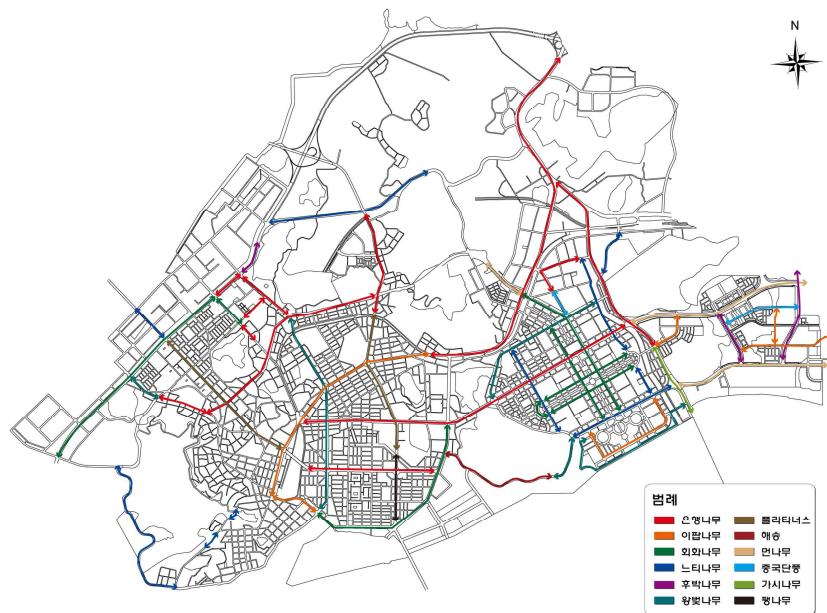 N
범례
은행나무
이팝나무
회화나무
느티나무
후박나무
왕벚나무
플라타너스
해송
먼나무
중국단풍
가시나무
팽나무